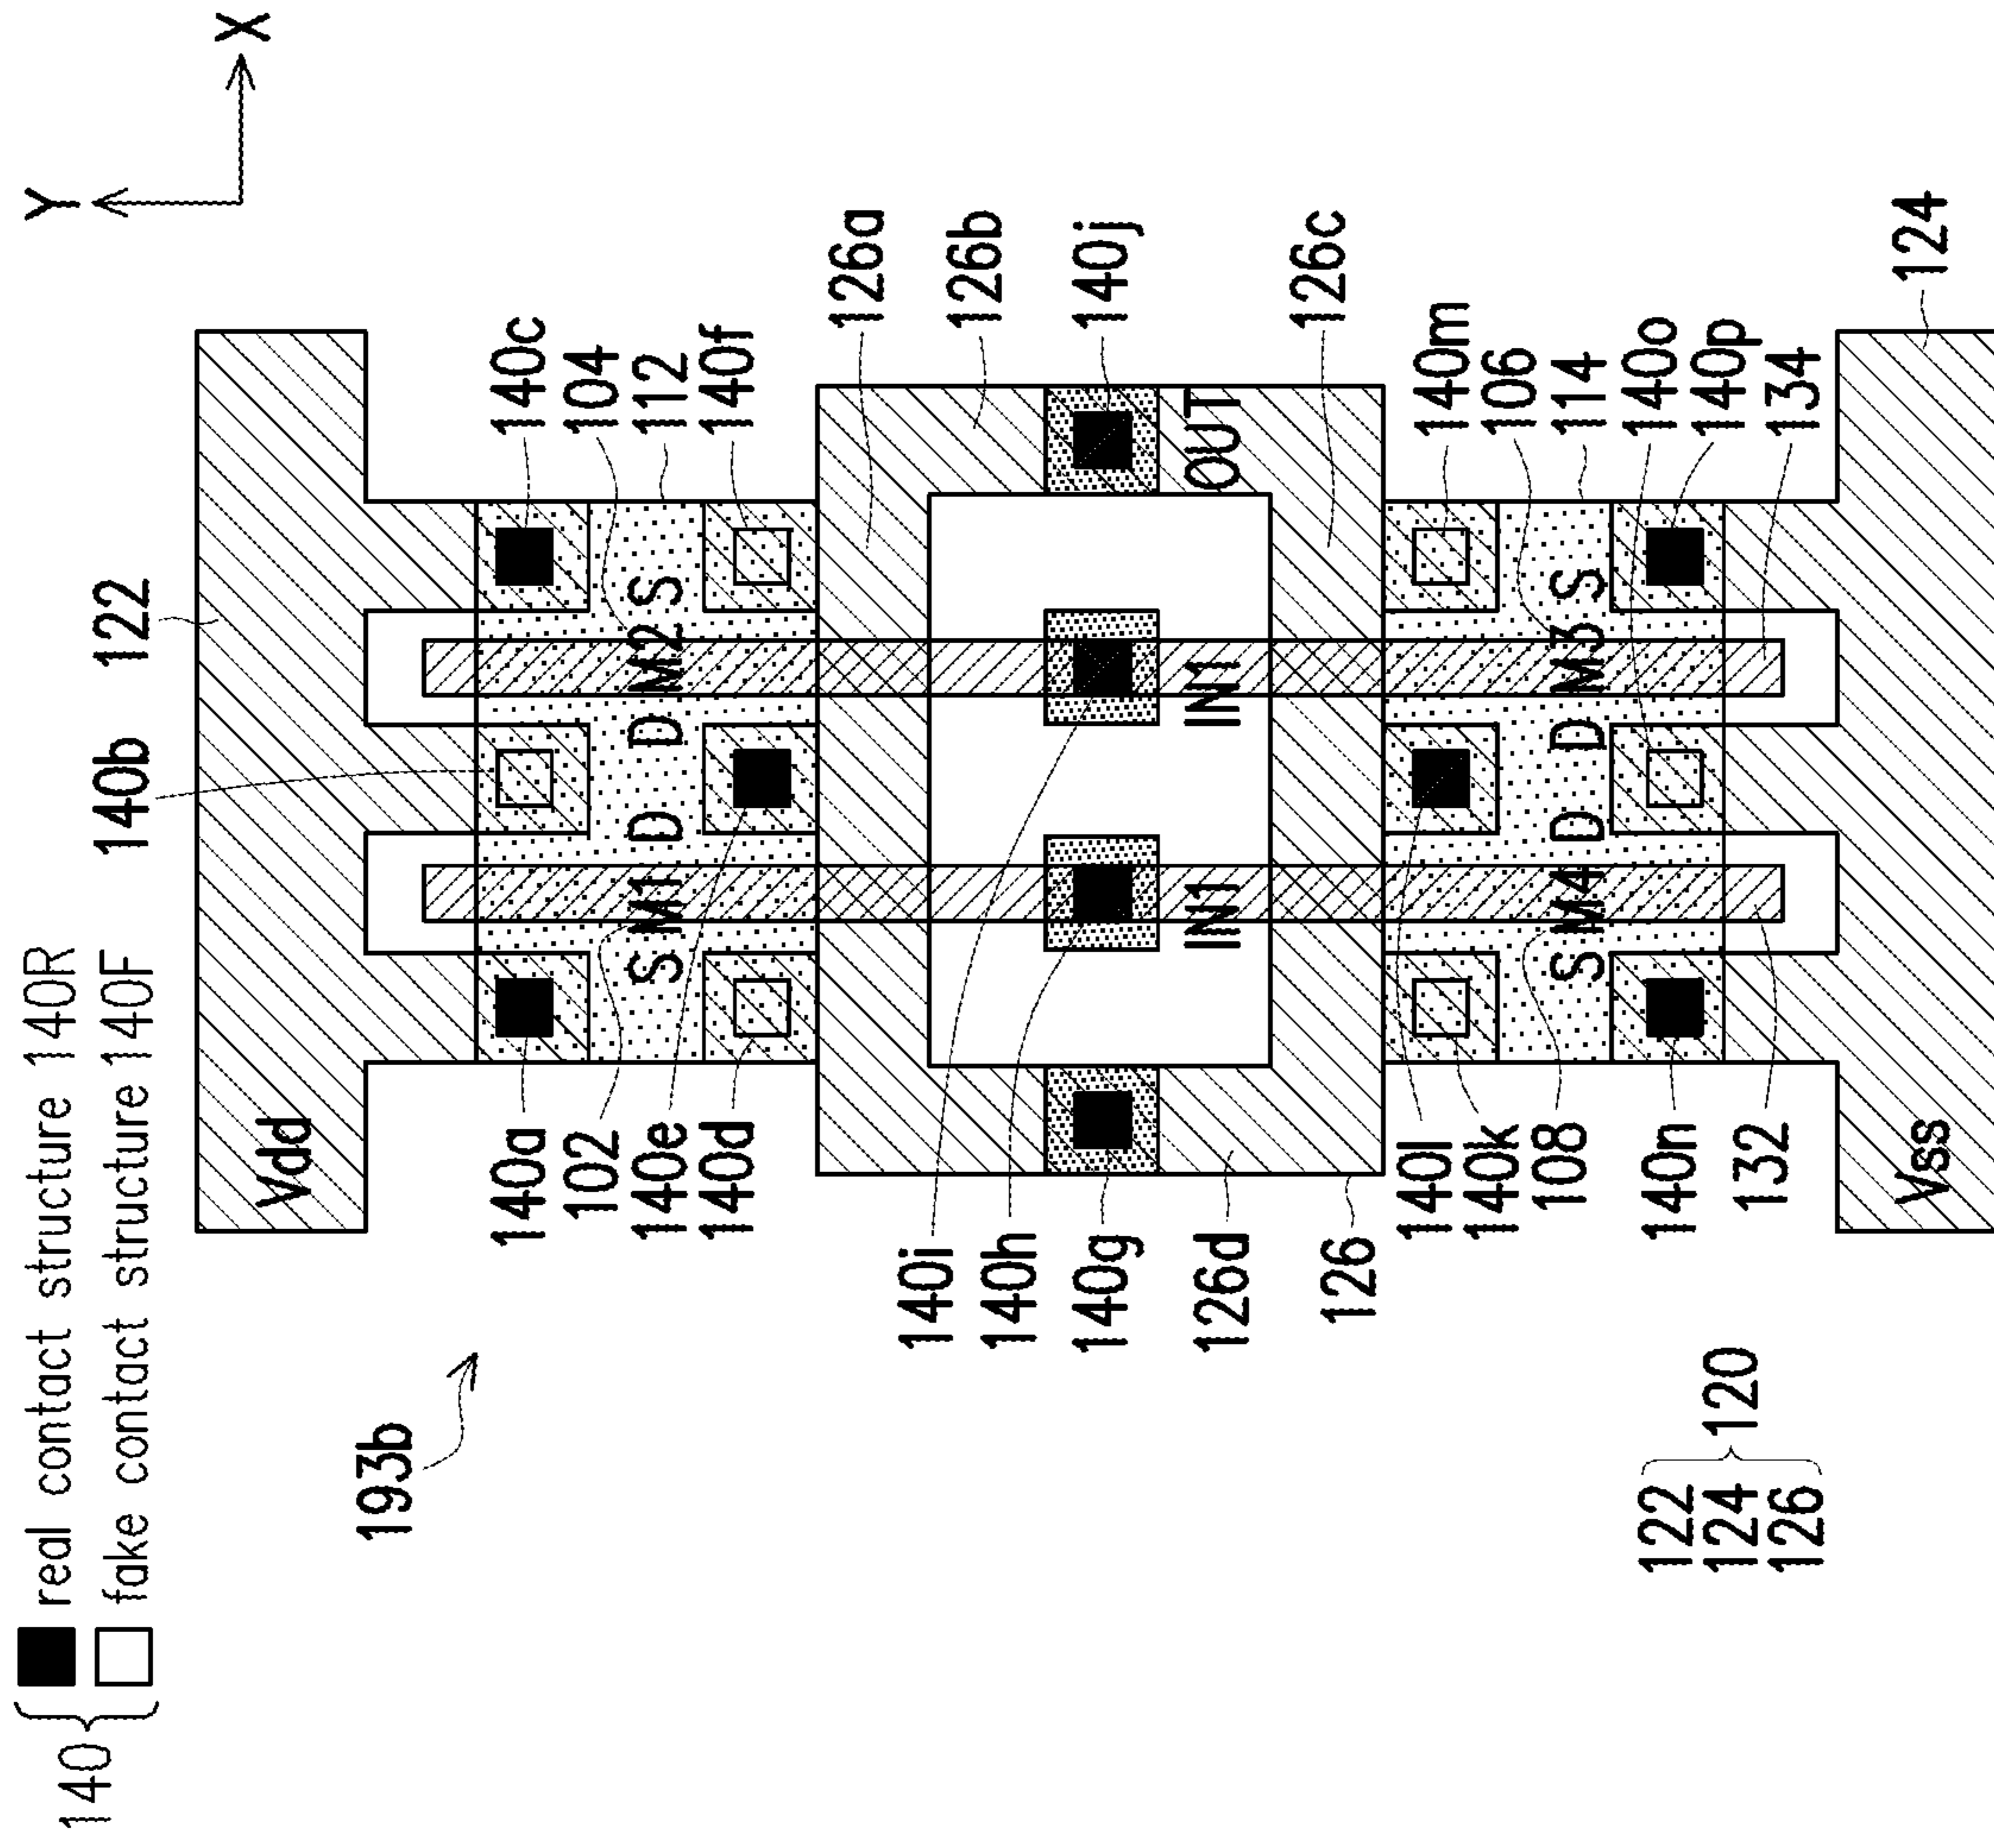 140
real contact structure 140R
fake contact structure 140F
Y
X
193b
140b
122
Vdd
140a
102
140e
140d
140c
104
112
140f
S M1 D D M2 S
140i
140h
140g
126d
126
126a
126b
140j
126c
IN1
IN1
OUT
140l
140k
108
140n
132
140m
106
114
140o
140p
134
S M4 D D M3 S
Vss
124
122
124
126
120